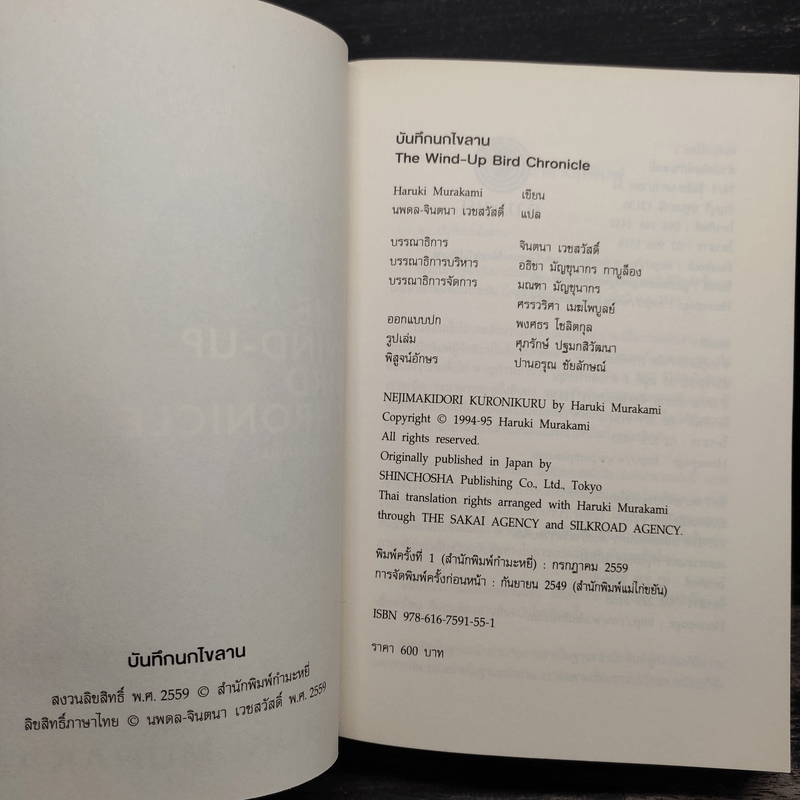 บันทึกนกไขลาน
สงวนลิขสิทธิ์ พ.ศ. 2559 © สำนักพิมพ์กำมะหยี่
ลิขสิทธิ์ภาษาไทย © นพดล-จินตนา เวชสวัสดิ์ พ.ศ. 2559
บันทึกนกไขลาน
The Wind-Up Bird Chronicle
Haruki Murakami เขียน
นพดล-จินตนา เวชสวัสดิ์ แปล
บรรณาธิการ จินตนา เวชสวัสดิ์
บรรณาธิการบริหาร อธิชา มัญชุนากร กาบูล็อง
บรรณาธิการจัดการ มณฑา มัญชุนากร
ศรรวริศา เมฆไพบูลย์
ออกแบบปก พงศธร โชลิตกุล
รูปเล่ม ศุภรักษ์ ปฐมกสิวัฒนา
พิสูจน์อักษร ปานอรุณ ชัยลักษณ์
NEJIMAKIDORI KURONIKURU by Haruki Murakami
Copyright © 1994-95 Haruki Murakami
All rights reserved.
Originally published in Japan by
SHINCHOSHA Publishing Co., Ltd., Tokyo
Thai translation rights arranged with Haruki Murakami
through THE SAKAI AGENCY and SILKROAD AGENCY.
พิมพ์ครั้งที่ 1 (สำนักพิมพ์กำมะหยี่) : กรกฎาคม 2559
การจัดพิมพ์ครั้งก่อนหน้า : กันยายน 2549 (สำนักพิมพ์แม่ไก่ขยัน)
ISBN 978-616-7591-55-1
ราคา 600 บาท